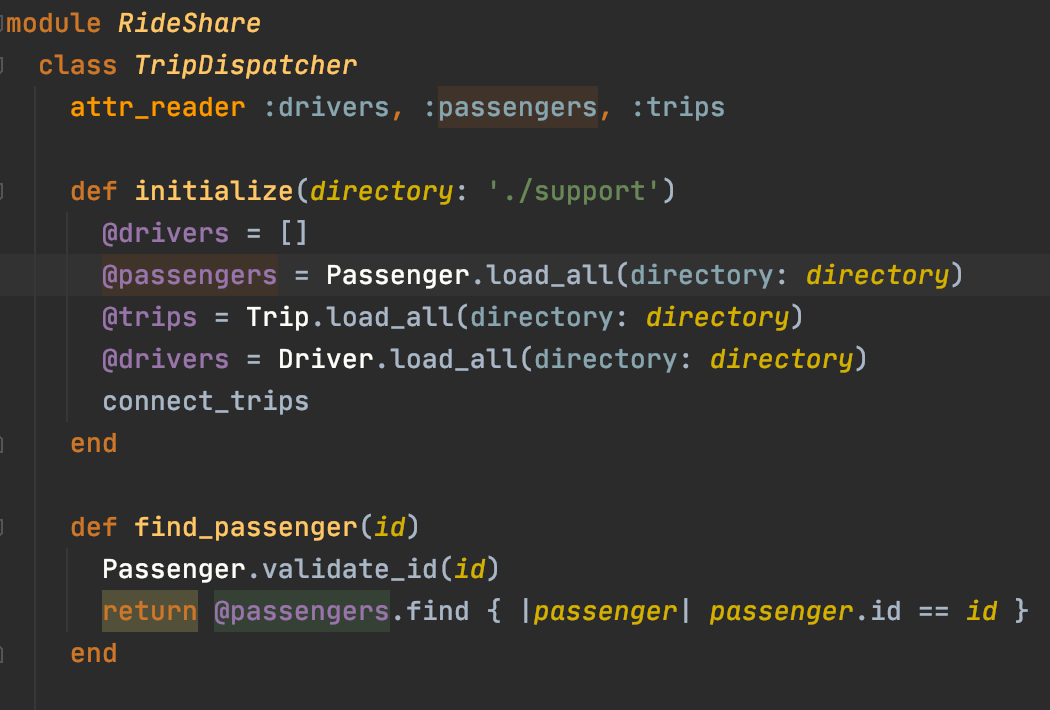 module RideShare
  class TripDispatcher
    attr_reader :drivers, :passengers, :trips

    def initialize(directory: './support')
      @drivers = []
      @passengers = Passenger.load_all(directory: directory)
      @trips = Trip.load_all(directory: directory)
      @drivers = Driver.load_all(directory: directory)
      connect_trips
    end

    def find_passenger(id)
      Passenger.validate_id(id)
      return @passengers.find { |passenger| passenger.id == id }
    end